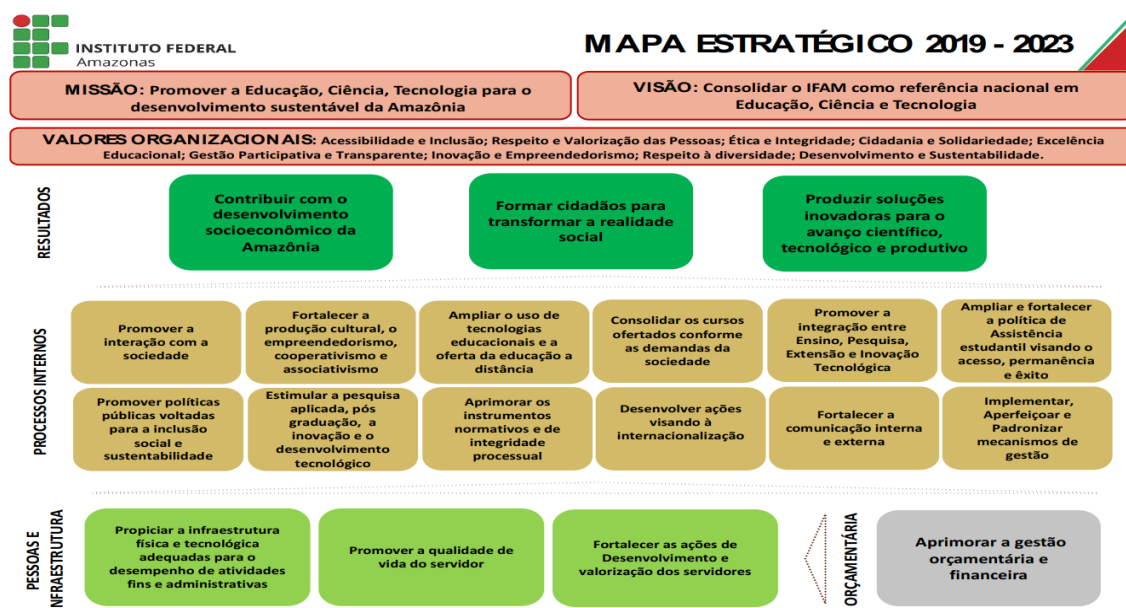 INSTITUTO FEDERAL
Amazonas
MAPA ESTRATÉGICO 2019 - 2023
MISSÃO: Promover a Educação, Ciência, Tecnologia para o
desenvolvimento sustentável da Amazônia
VISÃO: Consolidar o IFAM como referência nacional em
Educação, Ciência e Tecnologia
VALORES ORGANIZACIONAIS: Acessibilidade e Inclusão; Respeito e Valorização das Pessoas; Ética e Integridade; Cidadania e Solidariedade; Excelência
Educacional; Gestão Participativa e Transparente; Inovação e Empreendedorismo; Respeito à diversidade; Desenvolvimento e Sustentabilidade.
RESULTADOS
Contribuir com o
desenvolvimento
socioeconômico da
Amazônia
Formar cidadãos para
transformar a realidade
social
Produzir soluções
inovadoras para o
avanço científico,
tecnológico e produtivo
PROCESSOS INTERNOS
Promover a
interação com a
sociedade
Fortalecer a
produção cultural, o
empreendedorismo,
cooperativismo e
associativismo
Ampliar o uso de
tecnologias
educacionais e a
oferta da educação a
distância
Consolidar os cursos
ofertados conforme
as demandas da
sociedade
Promover a
integração entre
Ensino, Pesquisa,
Extensão e Inovação
Tecnológica
Ampliar e fortalecer
a política de
Assistência
estudantil visando o
acesso, permanência
e êxito
Promover políticas
públicas voltadas
para a inclusão
social e
sustentabilidade
Estimular a pesquisa
aplicada, pós
graduação, a
inovação e o
desenvolvimento
tecnológico
Aprimorar os
instrumentos
normativos e de
integridade
processual
Desenvolver ações
visando à
internacionalização
Fortalecer a
comunicação interna
e externa
Implementar,
Aperfeiçoar e
Padronizar
mecanismos de
gestão
PESSOAS E
NFRAESTRUTURA
Propiciar a infraestrutura
física e tecnológica
adequadas para o
desempenho de atividades
fins e administrativas
Promover a qualidade de
vida do servidor
Fortalecer as ações de
Desenvolvimento e
valorização dos servidores
ORÇAMENTÁRIA
Aprimorar a gestão
orçamentária e
financeira